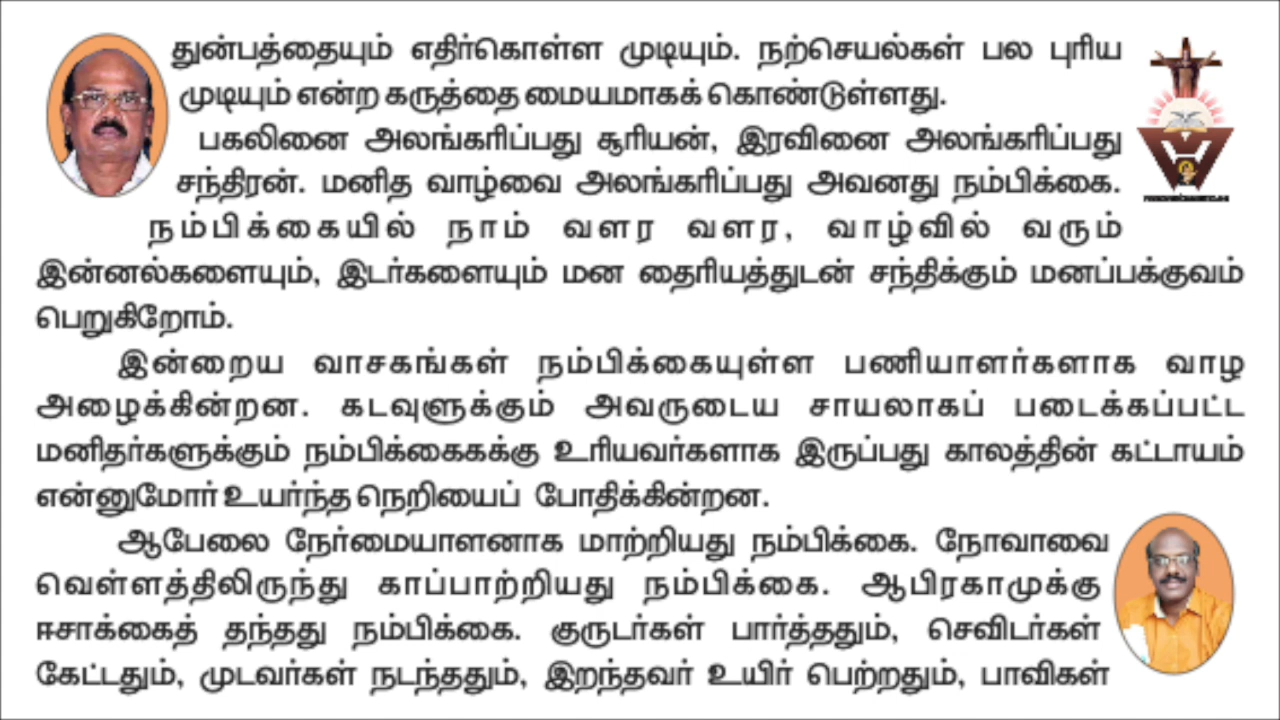 துன்பத்தையும் எதிர்கொள்ள முடியும். நற்செயல்கள் பல புரிய
முடியும் என்ற கருத்தை மையமாகக் கொண்டுள்ளது.
பகலினை அலங்கரிப்பது சூரியன், இரவினை அலங்கரிப்பது
சந்திரன். மனித வாழ்வை அலங்கரிப்பது அவனது நம்பிக்கை.
நம்பிக்கையில் நாம் வளர வளர, வாழ்வில் வரும்
இன்னல்களையும், இடர்களையும் மன தைரியத்துடன் சந்திக்கும் மனப்பக்குவம்
பெறுகிறோம்.
இன்றைய வாசகங்கள் நம்பிக்கையுள்ள பணியாளர்களாக வாழ
அழைக்கின்றன. கடவுளுக்கும் அவருடைய சாயலாகப் படைக்கப்பட்ட
மனிதர்களுக்கும் நம்பிக்கைகக்கு உரியவர்களாக இருப்பது காலத்தின் கட்டாயம்
என்னுமோர் உயர்ந்த நெறியைப் போதிக்கின்றன.
ஆபேலை நேர்மையாளனாக மாற்றியது நம்பிக்கை. நோவாவை
வெள்ளத்திலிருந்து காப்பாற்றியது நம்பிக்கை. ஆபிரகாமுக்கு
ஈசாக்கைத் தந்தது நம்பிக்கை. குருடர்கள் பார்த்ததும், செவிடர்கள்
கேட்டதும், முடவர்கள் நடந்ததும், இறந்தவர் உயிர் பெற்றதும், பாவிகள்